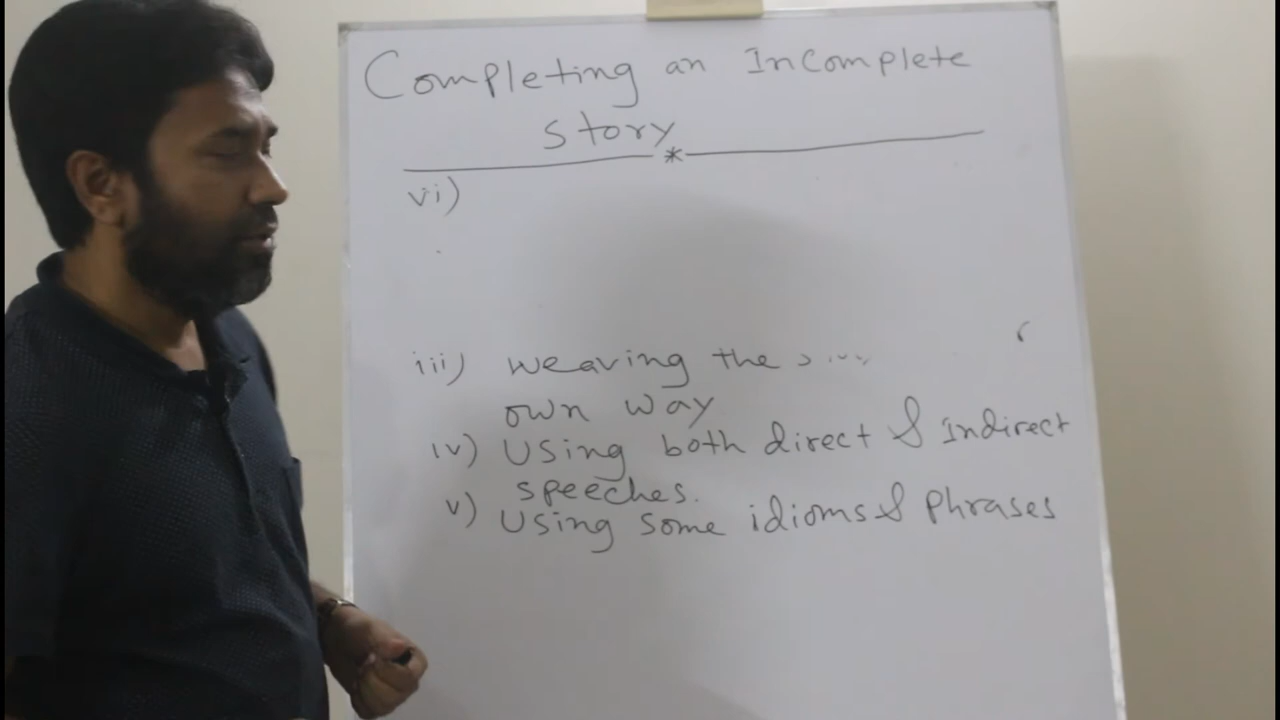 Completing an Incomplete
story
*
vi)
iii) weaving the
own way
iv) Using both direct & Indirect
speeches.
v) Using some idioms & Phrases